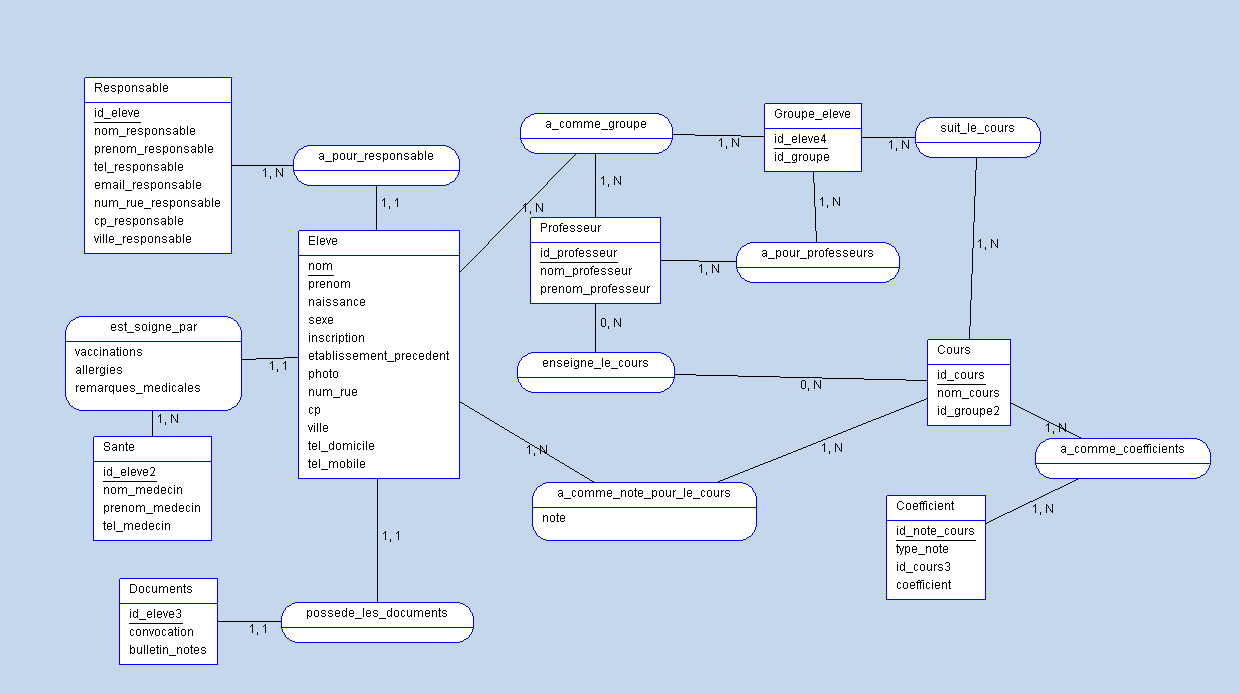 Responsable
id_eleve
nom_responsable
prenom_responsable
tel_responsable
email_responsable
num_rue_responsable
cp_responsable
ville_responsable
1, N
a_pour_responsable
1, 1
a_comme_groupe
1, N
1, N
1, N
Groupe_eleve
id_eleve4
id_groupe
1, N
suit_le_cours
1, N
1, N
Eleve
nom
prenom
naissance
sexe
inscription
etablissement_precedent
photo
num_rue
cp
ville
tel_domicile
tel_mobile
Professeur
id_professeur
nom_professeur
prenom_professeur
1, N
a_pour_professeurs
0, N
enseigne_le_cours
0, N
est_soigne_par
vaccinations
allergies
remarques_medicales
1, 1
1, N
Sante
id_eleve2
nom_medecin
prenom_medecin
tel_medecin
Cours
id_cours
nom_cours
id_groupe2
1, N
1, N
1, N
a_comme_coefficients
1, N
a_comme_note_pour_le_cours
note
Coefficient
id_note_cours
type_note
id_cours3
coefficient
1, 1
Documents
id_eleve3
convocation
bulletin_notes
1, 1
possede_les_documents